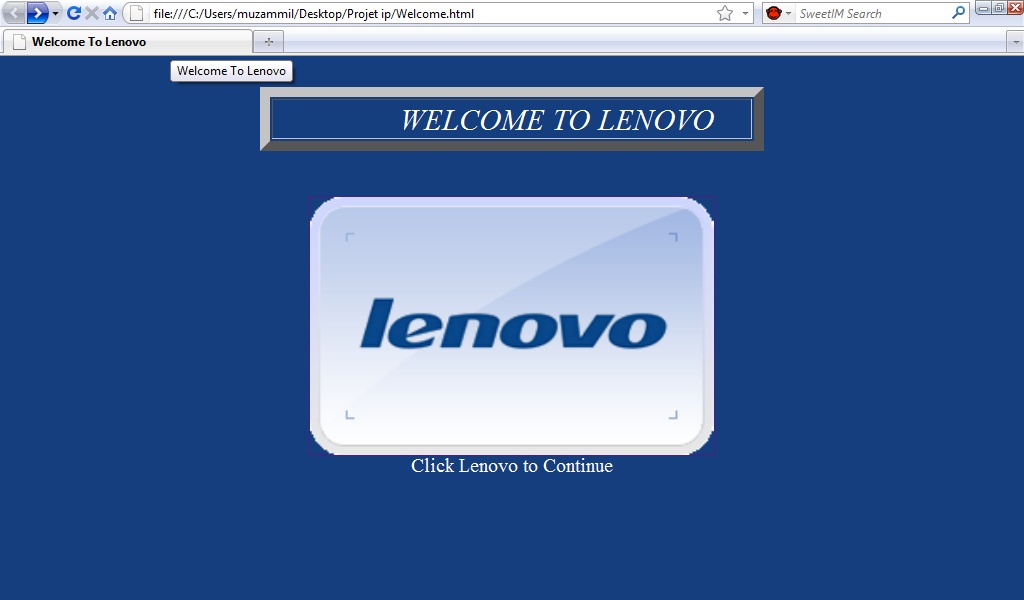 file:///C:/Users/muzammil/Desktop/Projet ip/Welcome.html
SweetIM Search
Welcome To Lenovo
Welcome To Lenovo
WELCOME TO LENOVO
lenovo
Click Lenovo to Continue